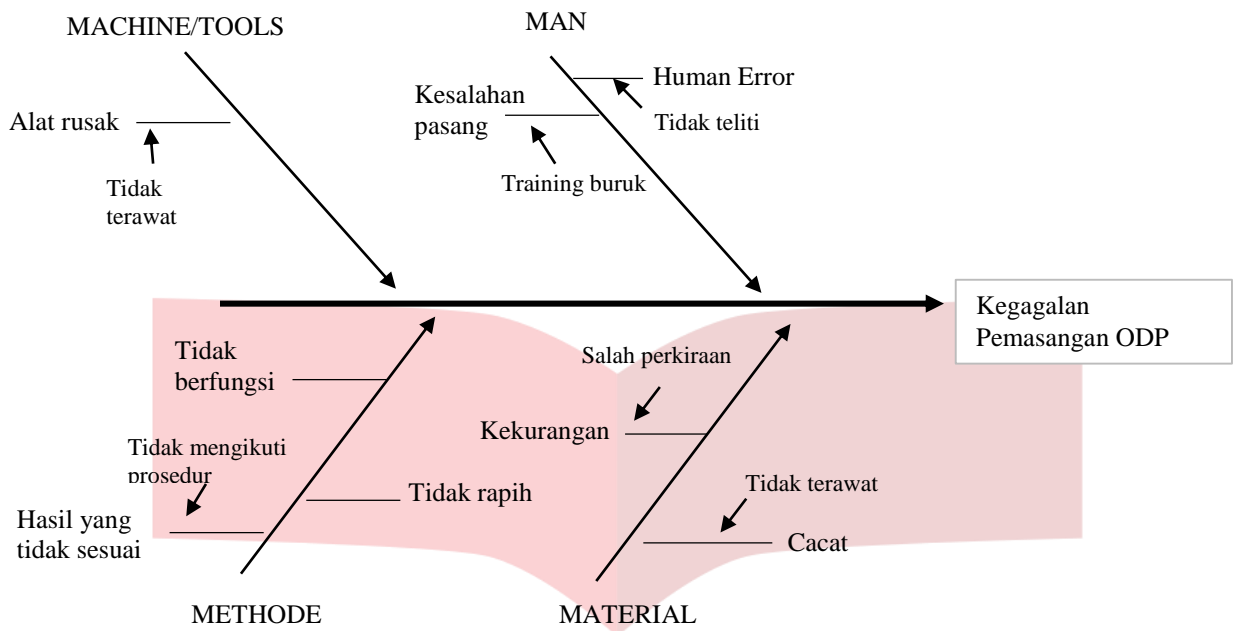 MACHINE/TOOLS
MAN
Human Error
Kesalahan
pasang
Tidak teliti
Alat rusak
Training buruk
Tidak
terawat
Kegagalan
Pemasangan ODP
Tidak
berfungsi
Salah perkiraan
Kekurangan
Tidak mengikuti
prosedur
Tidak rapih
Tidak terawat
Hasil yang
tidak sesuai
Cacat
METHODE
MATERIAL